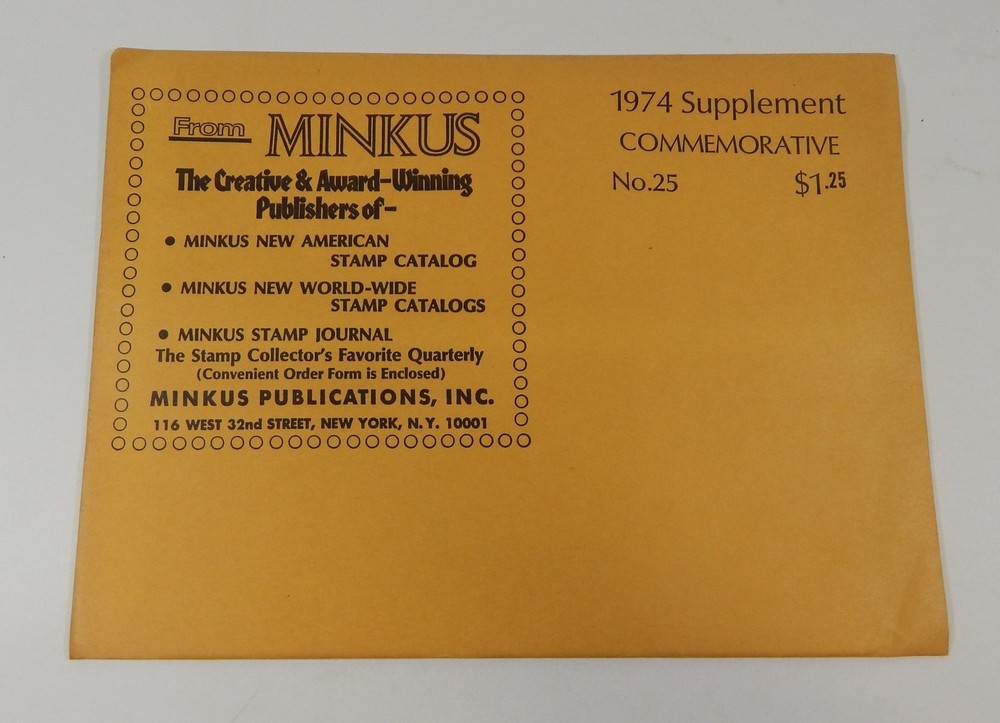 From MINKUS
The Creative & Award-Winning
Publishers of-
● MINKUS NEW AMERICAN
STAMP CATALOG
● MINKUS NEW WORLD-WIDE
STAMP CATALOGS
● MINKUS STAMP JOURNAL
The Stamp Collector's Favorite Quarterly
(Convenient Order Form is Enclosed)
MINKUS PUBLICATIONS, INC.
116 WEST 32nd STREET, NEW YORK, N.Y. 10001
1974 Supplement
COMMEMORATIVE
No.25 $1.25